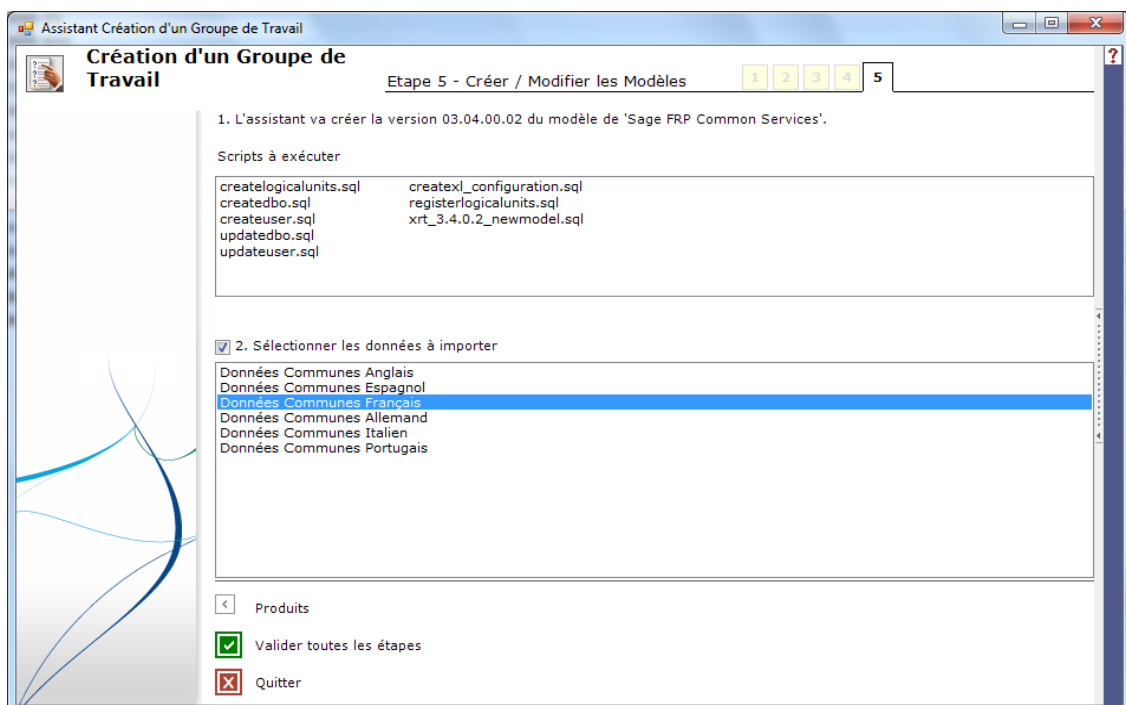 Assistant Création d'un Groupe de Travail
Création d'un Groupe de
Travail
Etape 5 - Créer / Modifier les Modèles
1 2 3 4 5
?
1. L'assistant va créer la version 03.04.00.02 du modèle de 'Sage FRP Common Services'.
Scripts à exécuter
createlogicalunits.sql createxl_configuration.sql
createdbo.sql registerlogicalunits.sql
createuser.sql xrt_3.4.0.2_newmodel.sql
updatedbo.sql
updateuser.sql
2. Sélectionner les données à importer
Données Communes Anglais
Données Communes Espagnol
Données Communes Français
Données Communes Allemand
Données Communes Italien
Données Communes Portugais
< Produits
Valider toutes les étapes
X Quitter